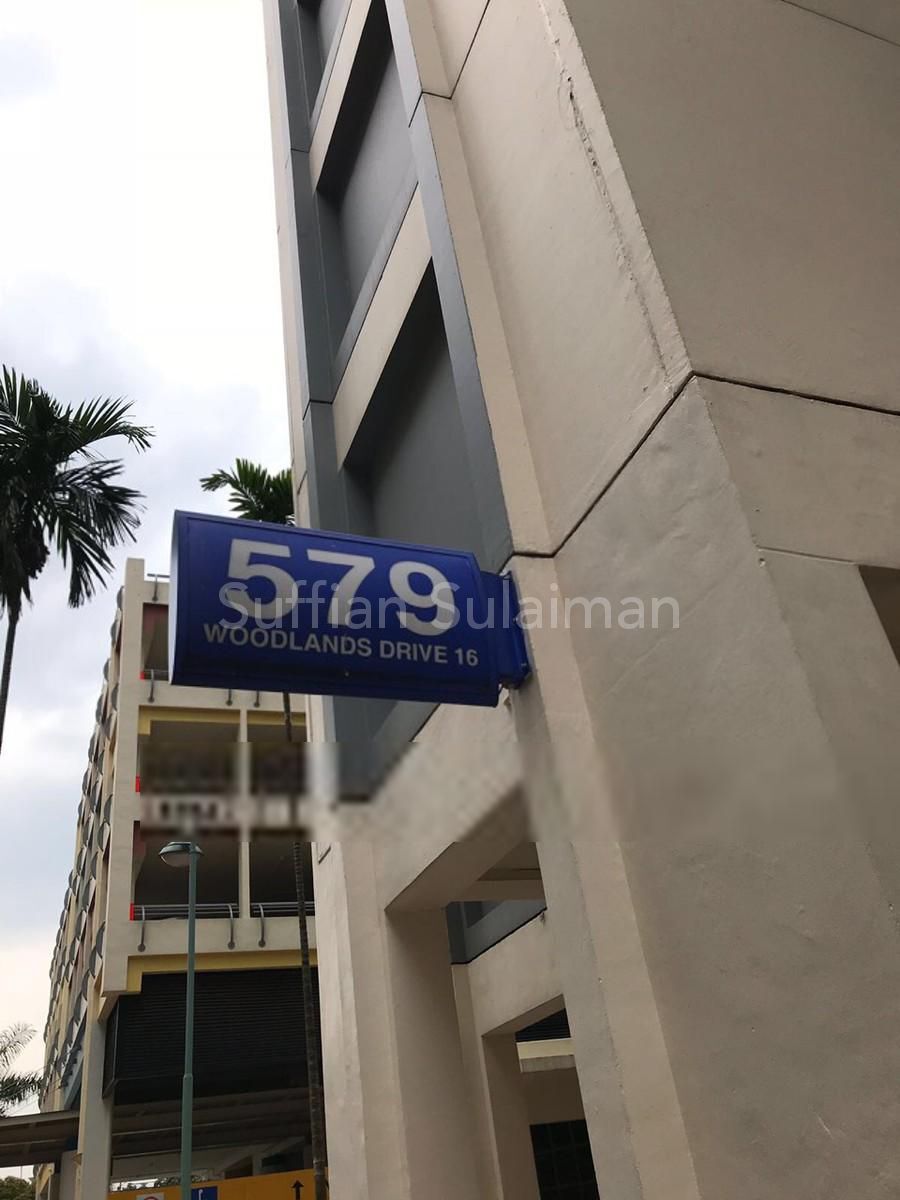 579
WOODLANDS DRIVE 16
Suffian Sulaiman